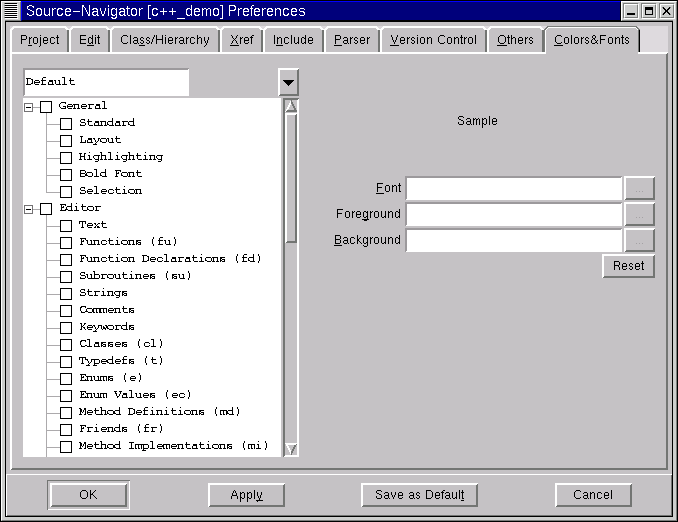 Source-Navigator [c++_demo] Preferences
Project Edit Class/Hierarchy Xref Include Parser Version Control Others Colors&Fonts
Default
General
Standard
Layout
Highlighting
Bold Font
Selection
Editor
Text
Functions (fu)
Function Declarations (fd)
Subroutines (su)
Strings
Comments
Keywords
Classes (cl)
Typedefs (t)
Enums (e)
Enum Values (ec)
Method Definitions (md)
Friends (fr)
Method Implementations (mi)
Sample
Font ...
Foreground ...
Background ...
Reset
OK Apply Save as Default Cancel